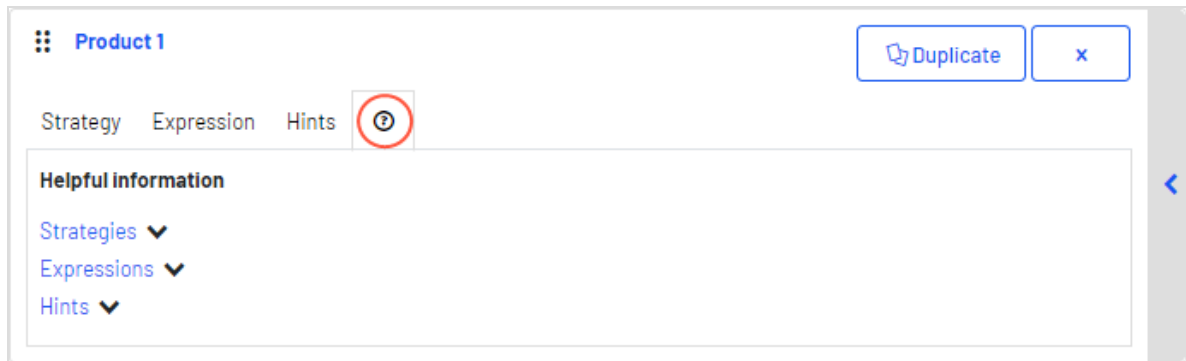 Product 1
Duplicate
x
Strategy Expression Hints ?
Helpful information
Strategies
Expressions
Hints